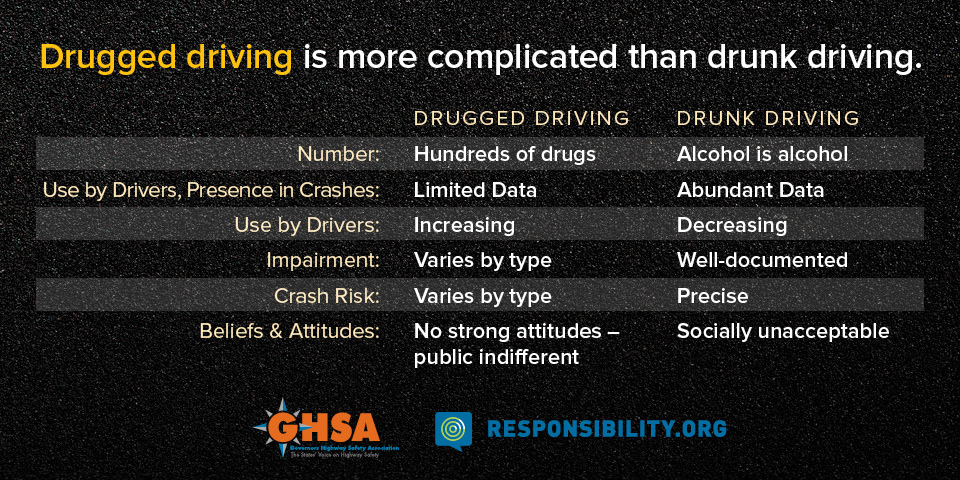 Drugged driving is more complicated than drunk driving.
DRUGGED DRIVING DRUNK DRIVING
Number: Hundreds of drugs Alcohol is alcohol
Use by Drivers, Presence in Crashes: Limited Data Abundant Data
Use by Drivers: Increasing Decreasing
Impairment: Varies by type Well-documented
Crash Risk: Varies by type Precise
Beliefs & Attitudes: No strong attitudes – Socially unacceptable
public indifferent
GHSA RESPONSIBILITY.ORG
Governors Highway Safety Association
The States' Voice on Highway Safety